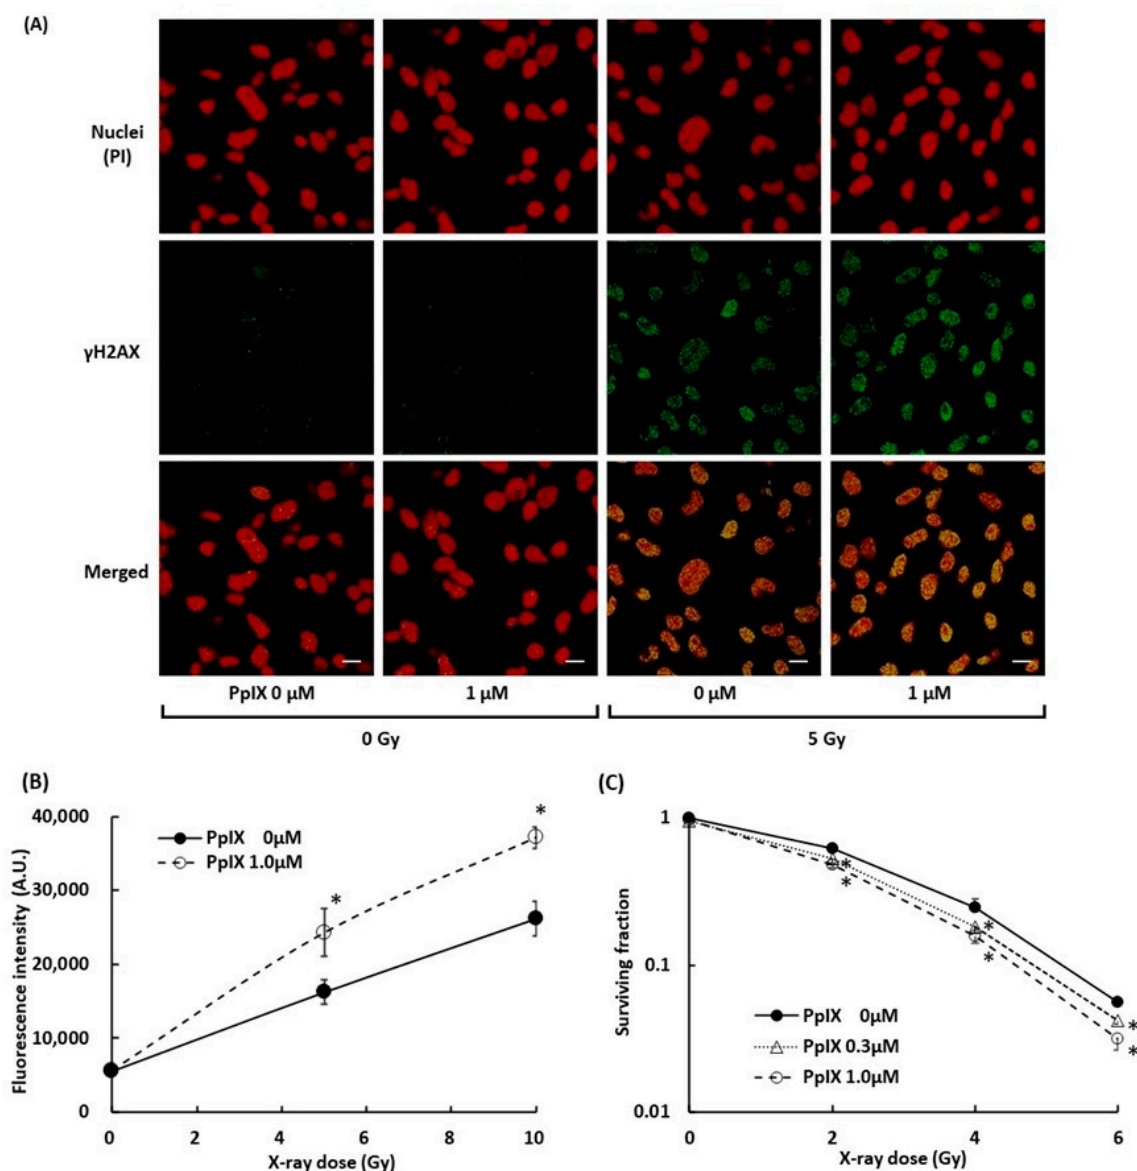 (A)
Nuclei
(PI)
γH2AX
Merged
PpIX 0 μM
1 μM
0 μM
1 μM
0 Gy
5 Gy
(B)
40,000
30,000
20,000
10,000
0
Fluorescence intensity (A.U.)
PpIX 0μM
PpIX 1.0μM
*
*
0 2 4 6 8 10
X-ray dose (Gy)
(C)
1
0.1
0.01
Surviving fraction
*
*
*
*
*
*
PpIX 0μM
PpIX 0.3μM
PpIX 1.0μM
0 2 4 6
X-ray dose (Gy)